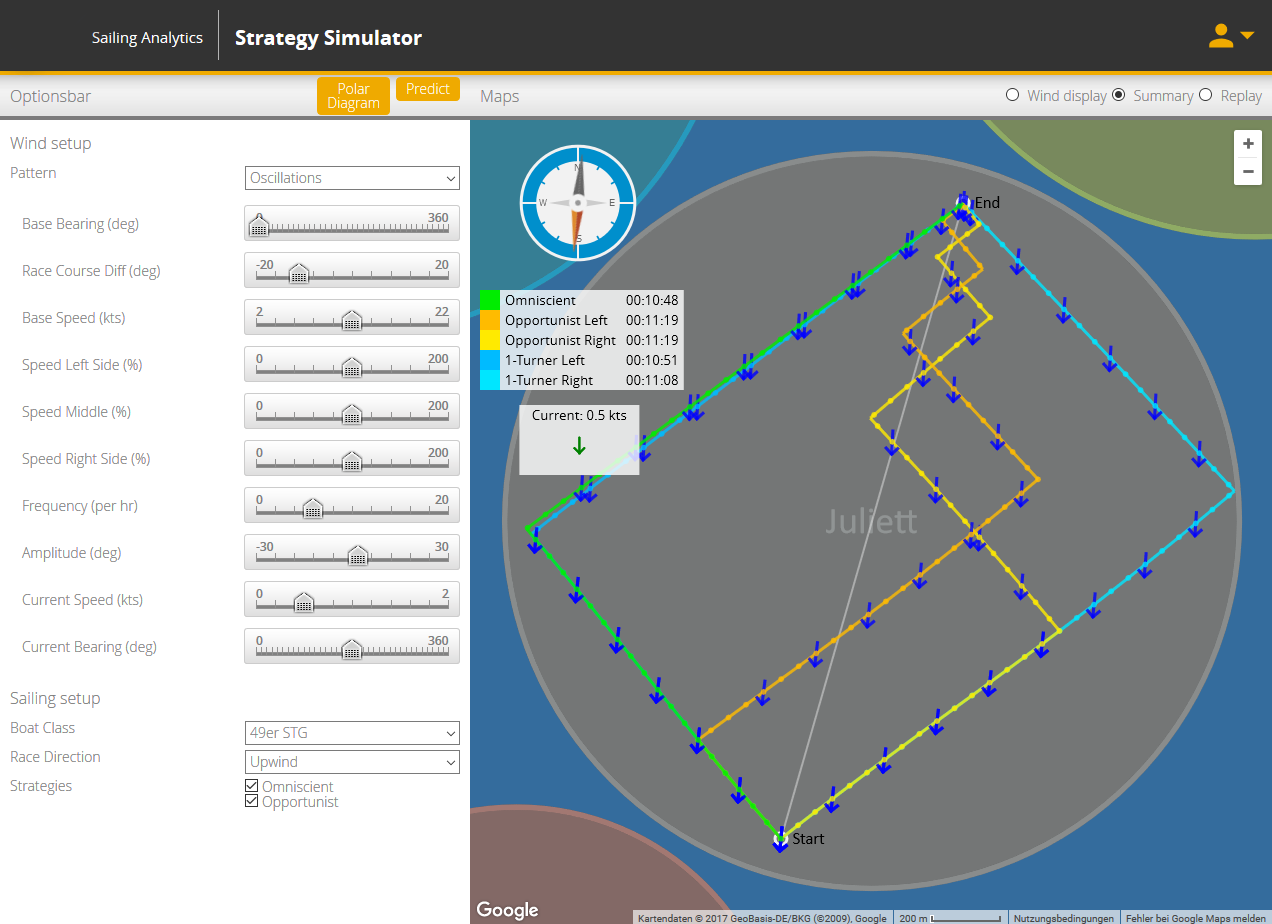 Sailing Analytics
Strategy Simulator
Optionsbar
Polar
Diagram
Predict
Maps
Wind display
Summary
Replay
Wind setup
Pattern
Oscillations
Base Bearing (deg)
360
Race Course Diff (deg)
-20 20
Base Speed (kts)
2 22
Speed Left Side (%)
0 200
Speed Middle (%)
0 200
Speed Right Side (%)
0 200
Frequency (per hr)
0 20
Amplitude (deg)
-30 30
Current Speed (kts)
0 2
Current Bearing (deg)
0 360
Sailing setup
Boat Class
49er STG
Race Direction
Upwind
Strategies
Omniscient
Opportunist
N
W E
S
+
−
End
Omniscient 00:10:48
Opportunist Left 00:11:19
Opportunist Right 00:11:19
1-Turner Left 00:10:51
1-Turner Right 00:11:08
Current: 0.5 kts
Juliett
Start
Google
Kartendaten © 2017 GeoBasis-DE/BKG (©2009), Google
200 m
Nutzungsbedingungen
Fehler bei Google Maps melden